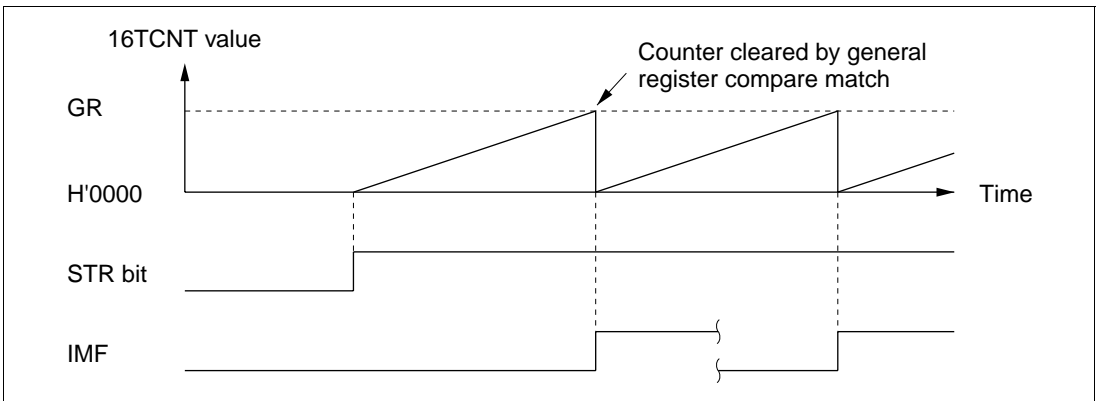 16TCNT value
Counter cleared by general
register compare match
GR
H'0000
Time
STR bit
IMF